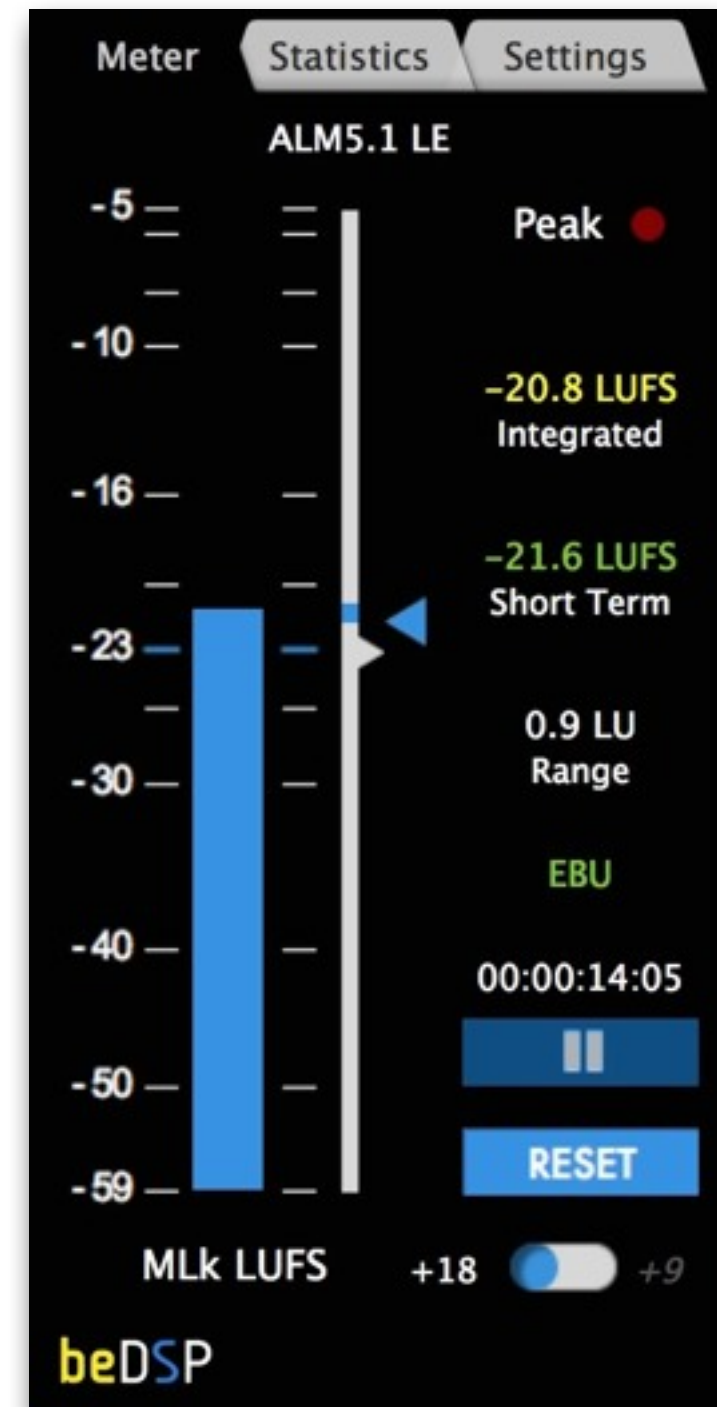 Meter Statistics Settings
ALM5.1 LE
-5
Peak
-10
-20.8 LUFS
Integrated
-16
-21.6 LUFS
Short Term
-23
0.9 LU
Range
-30
EBU
-40
00:00:14:05
-50
RESET
-59
MLk LUFS +18 +9
beDSP